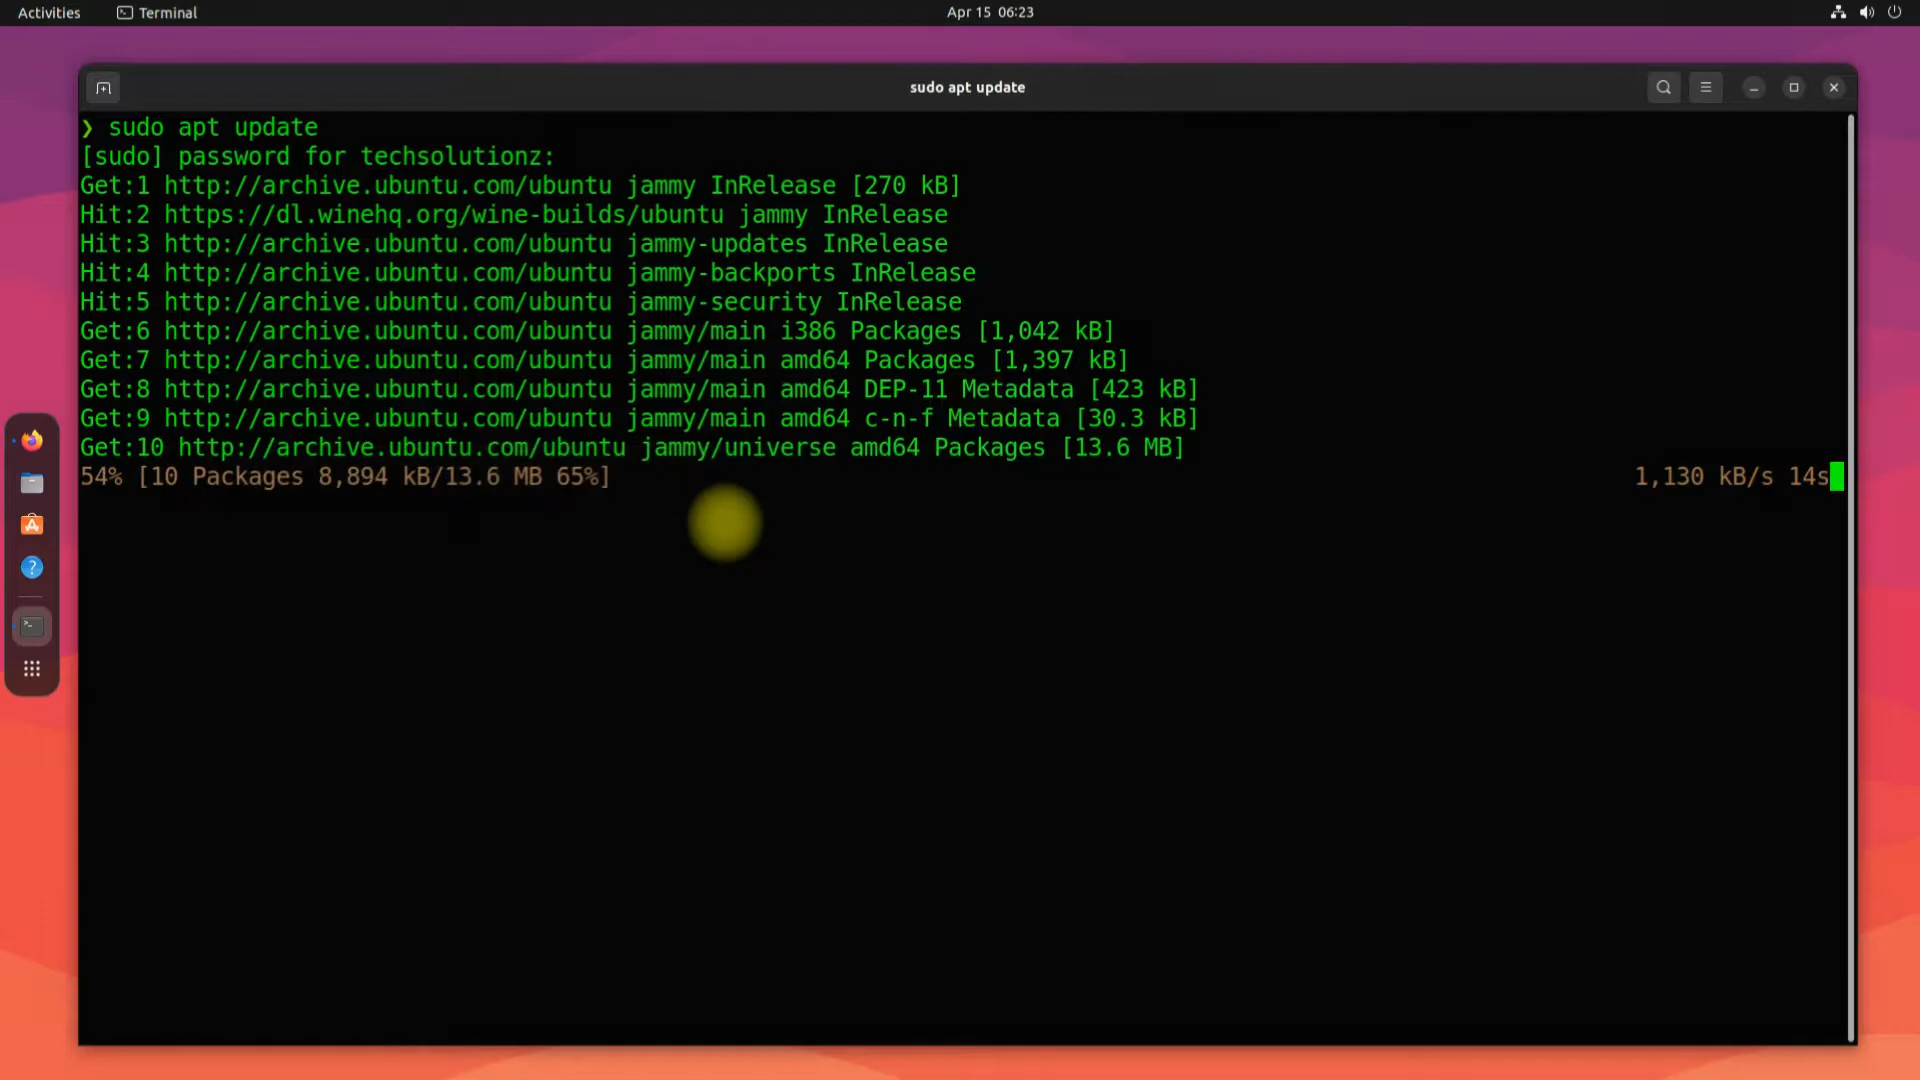 Activities
Terminal
Apr 15 06:23
sudo apt update
❯ sudo apt update
[sudo] password for techsolutionz:
Get:1 http://archive.ubuntu.com/ubuntu jammy InRelease [270 kB]
Hit:2 https://dl.winehq.org/wine-builds/ubuntu jammy InRelease
Hit:3 http://archive.ubuntu.com/ubuntu jammy-updates InRelease
Hit:4 http://archive.ubuntu.com/ubuntu jammy-backports InRelease
Hit:5 http://archive.ubuntu.com/ubuntu jammy-security InRelease
Get:6 http://archive.ubuntu.com/ubuntu jammy/main i386 Packages [1,042 kB]
Get:7 http://archive.ubuntu.com/ubuntu jammy/main amd64 Packages [1,397 kB]
Get:8 http://archive.ubuntu.com/ubuntu jammy/main amd64 DEP-11 Metadata [423 kB]
Get:9 http://archive.ubuntu.com/ubuntu jammy/main amd64 c-n-f Metadata [30.3 kB]
Get:10 http://archive.ubuntu.com/ubuntu jammy/universe amd64 Packages [13.6 MB]
54% [10 Packages 8,894 kB/13.6 MB 65%] 1,130 kB/s 14s